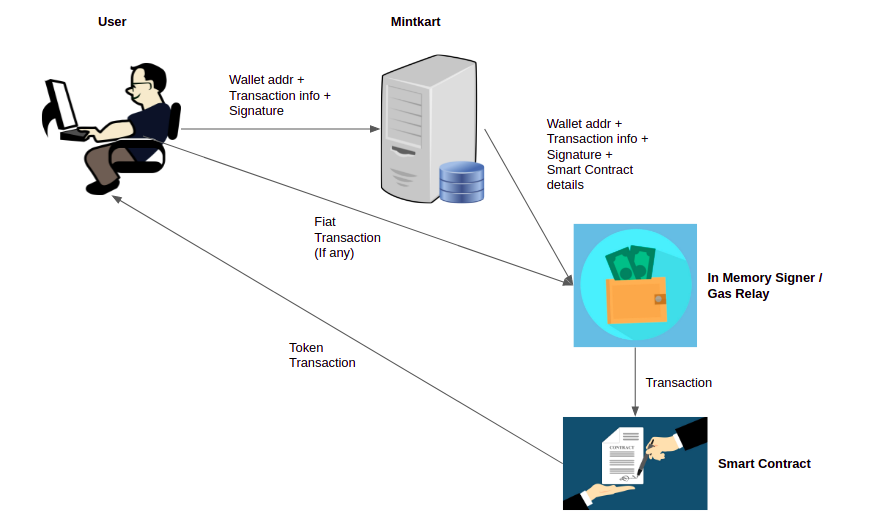 User
Mintkart
Wallet addr +
Transaction info +
Signature
Wallet addr +
Transaction info +
Signature +
Smart Contract
details
Fiat
Transaction
(If any)
In Memory Signer /
Gas Relay
Token
Transaction
Transaction
CONTRACT
Smart Contract